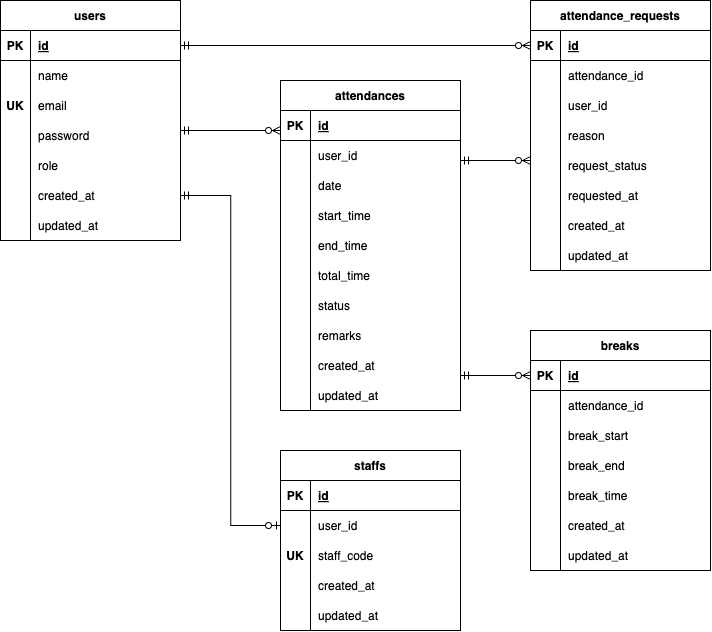 users
PK id
name
UK email
password
role
created_at
updated_at
attendances
PK id
user_id
date
start_time
end_time
total_time
status
remarks
created_at
updated_at
staffs
PK id
user_id
UK staff_code
created_at
updated_at
attendance_requests
PK id
attendance_id
user_id
reason
request_status
requested_at
created_at
updated_at
breaks
PK id
attendance_id
break_start
break_end
break_time
created_at
updated_at